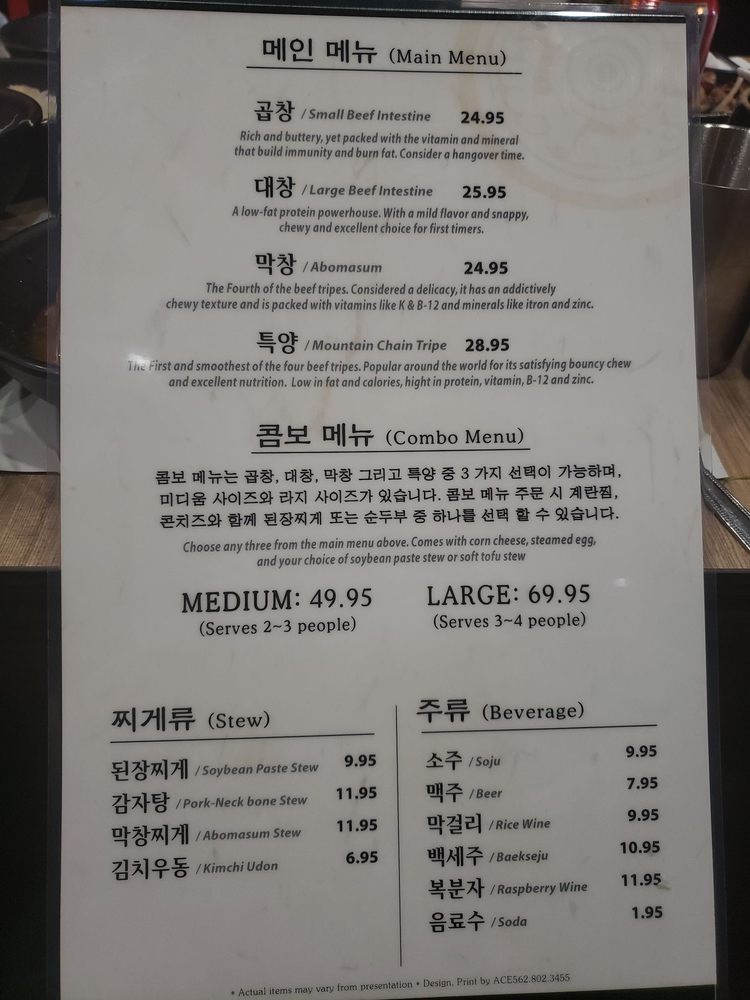 메인 메뉴 (Main Menu)
곱창 / Small Beef Intestine 24.95
Rich and buttery, yet packed with the vitamin and mineral
that build immunity and burn fat. Consider a hangover time.
대창 / Large Beef Intestine 25.95
A low-fat protein powerhouse. With a mild flavor and snappy,
chewy and excellent choice for first timers.
막창 / Abomasum 24.95
The Fourth of the beef tripes. Considered a delicacy, it has an addictively
chewy texture and is packed with vitamins like K & B-12 and minerals like itron and zinc.
특양 / Mountain Chain Tripe 28.95
The First and smoothest of the four beef tripes. Popular around the world for its satisfying bouncy chew
and excellent nutrition. Low in fat and calories, hight in protein, vitamin, B-12 and zinc.
콤보 메뉴 (Combo Menu)
콤보 메뉴는 곱창, 대창, 막창 그리고 특양 중 3 가지 선택이 가능하며,
미디움 사이즈와 라지 사이즈가 있습니다. 콤보 메뉴 주문 시 계란찜,
콘치즈와 함께 된장찌게 또는 순두부 중 하나를 선택 할 수 있습니다.
Choose any three from the main menu above. Comes with corn cheese, steamed egg,
and your choice of soybean paste stew or soft tofu stew
MEDIUM: 49.95
(Serves 2~3 people)
LARGE: 69.95
(Serves 3~4 people)
찌게류 (Stew)
된장찌게 / Soybean Paste Stew 9.95
감자탕 / Pork-Neck bone Stew 11.95
막창찌게 / Abomasum Stew 11.95
김치우동 / Kimchi Udon 6.95
주류 (Beverage)
소주 / Soju 9.95
맥주 / Beer 7.95
막걸리 / Rice Wine 9.95
백세주 / Baekseju 10.95
복분자 / Raspberry Wine 11.95
음료수 / Soda 1.95
• Actual items may vary from presentation • Design, Print by ACE562.802.3455